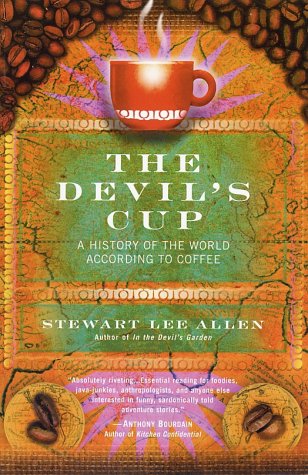 THE
DEVIL'S
CUP
A HISTORY OF THE WORLD
ACCORDING TO COFFEE
STEWART LEE ALLEN
Author of In the Devil's Garden
"Absolutely riveting...Essential reading for foodies,
java-junkies, anthropologists, and anyone else
interested in funny, sardonically told
adventure stories."
—ANTHONY BOURDAIN
Author of Kitchen Confidential